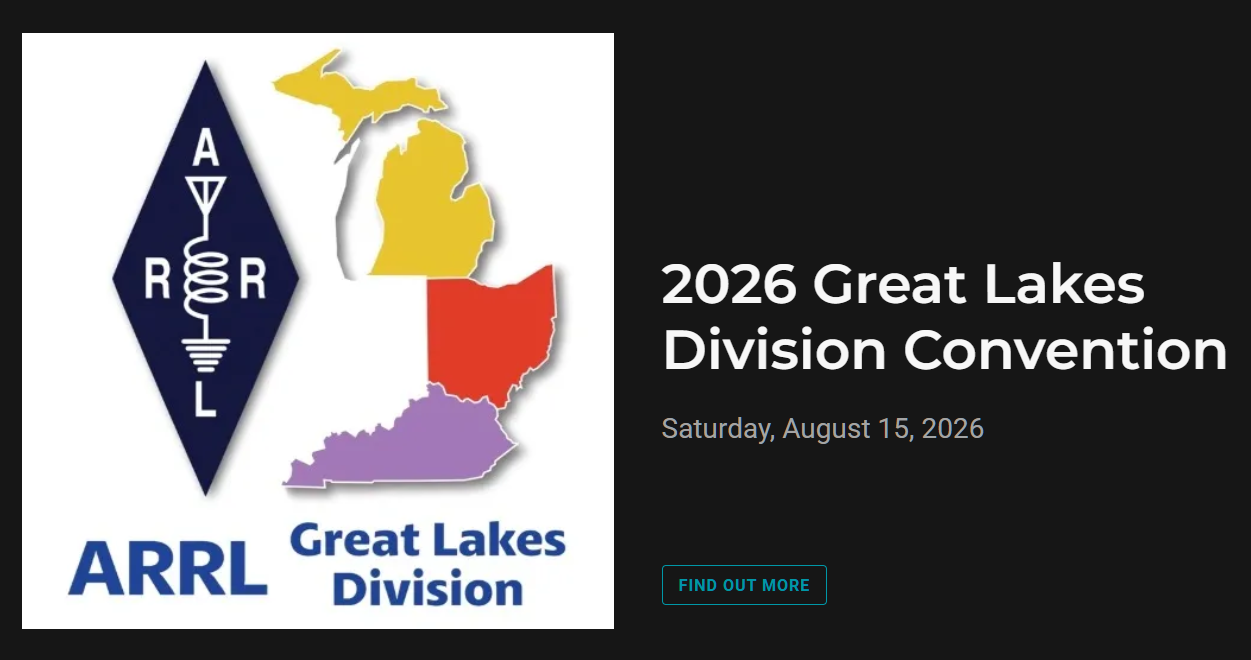 A
R R
L
ARRL
Great Lakes
Division
2026 Great Lakes
Division Convention
Saturday, August 15, 2026
FIND OUT MORE